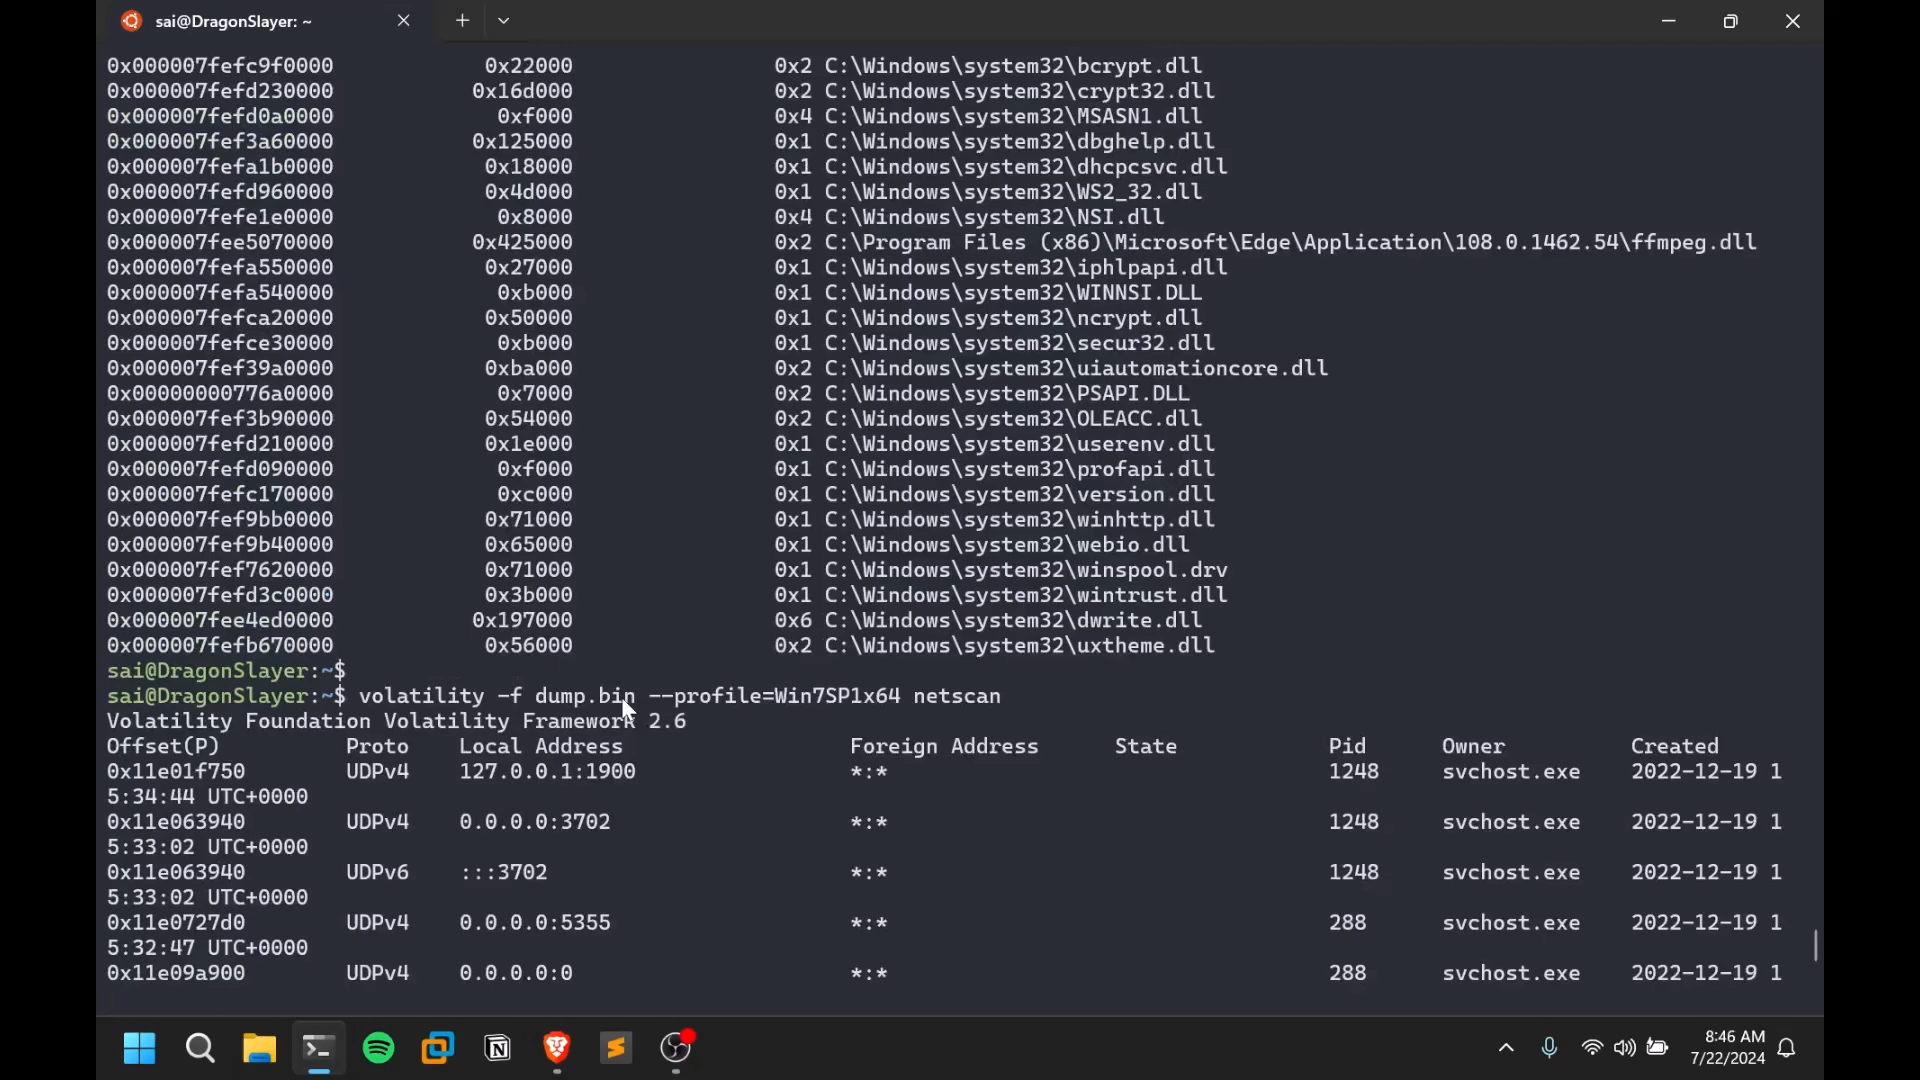 sai@DragonSlayer: ~
0x000007fefc9f0000 0x22000 0x2 C:\Windows\system32\bcrypt.dll
0x000007fefd230000 0x16d000 0x2 C:\Windows\system32\crypt32.dll
0x000007fefd0a0000 0xf000 0x4 C:\Windows\system32\MSASN1.dll
0x000007fef3a60000 0x125000 0x1 C:\Windows\system32\dbghelp.dll
0x000007fefa1b0000 0x18000 0x1 C:\Windows\system32\dhcpcsvc.dll
0x000007fefd960000 0x4d000 0x1 C:\Windows\system32\WS2_32.dll
0x000007fefe1e0000 0x8000 0x4 C:\Windows\system32\NSI.dll
0x000007fee5070000 0x425000 0x2 C:\Program Files (x86)\Microsoft\Edge\Application\108.0.1462.54\ffmpeg.dll
0x000007fefa550000 0x27000 0x1 C:\Windows\system32\iphlpapi.dll
0x000007fefa540000 0xb000 0x1 C:\Windows\system32\WINNSI.DLL
0x000007fefca20000 0x50000 0x1 C:\Windows\system32\ncrypt.dll
0x000007fefce30000 0xb000 0x1 C:\Windows\system32\secur32.dll
0x000007fef39a0000 0xba000 0x2 C:\Windows\system32\uiautomationcore.dll
0x00000000776a0000 0x7000 0x2 C:\Windows\system32\PSAPI.DLL
0x000007fef3b90000 0x54000 0x2 C:\Windows\system32\OLEACC.dll
0x000007fefd210000 0x1e000 0x1 C:\Windows\system32\userenv.dll
0x000007fefd090000 0xf000 0x1 C:\Windows\system32\profapi.dll
0x000007fefc170000 0xc000 0x1 C:\Windows\system32\version.dll
0x000007fef9bb0000 0x71000 0x1 C:\Windows\system32\winhttp.dll
0x000007fef9b40000 0x65000 0x1 C:\Windows\system32\webio.dll
0x000007fef7620000 0x71000 0x1 C:\Windows\system32\winspool.drv
0x000007fefd3c0000 0x3b000 0x1 C:\Windows\system32\wintrust.dll
0x000007fee4ed0000 0x197000 0x6 C:\Windows\system32\dwrite.dll
0x000007fefb670000 0x56000 0x2 C:\Windows\system32\uxtheme.dll
sai@DragonSlayer:~$
sai@DragonSlayer:~$ volatility -f dump.bin --profile=Win7SP1x64 netscan
Volatility Foundation Volatility Framework 2.6
Offset(P) Proto Local Address Foreign Address State Pid Owner Created
0x11e01f750 UDPv4 127.0.0.1:1900 *:* 1248 svchost.exe 2022-12-19 1
5:34:44 UTC+0000
0x11e063940 UDPv4 0.0.0.0:3702 *:* 1248 svchost.exe 2022-12-19 1
5:33:02 UTC+0000
0x11e063940 UDPv6 :::3702 *:* 1248 svchost.exe 2022-12-19 1
5:33:02 UTC+0000
0x11e0727d0 UDPv4 0.0.0.0:5355 *:* 288 svchost.exe 2022-12-19 1
5:32:47 UTC+0000
0x11e09a900 UDPv4 0.0.0.0:0 *:* 288 svchost.exe 2022-12-19 1
8:46 AM
7/22/2024